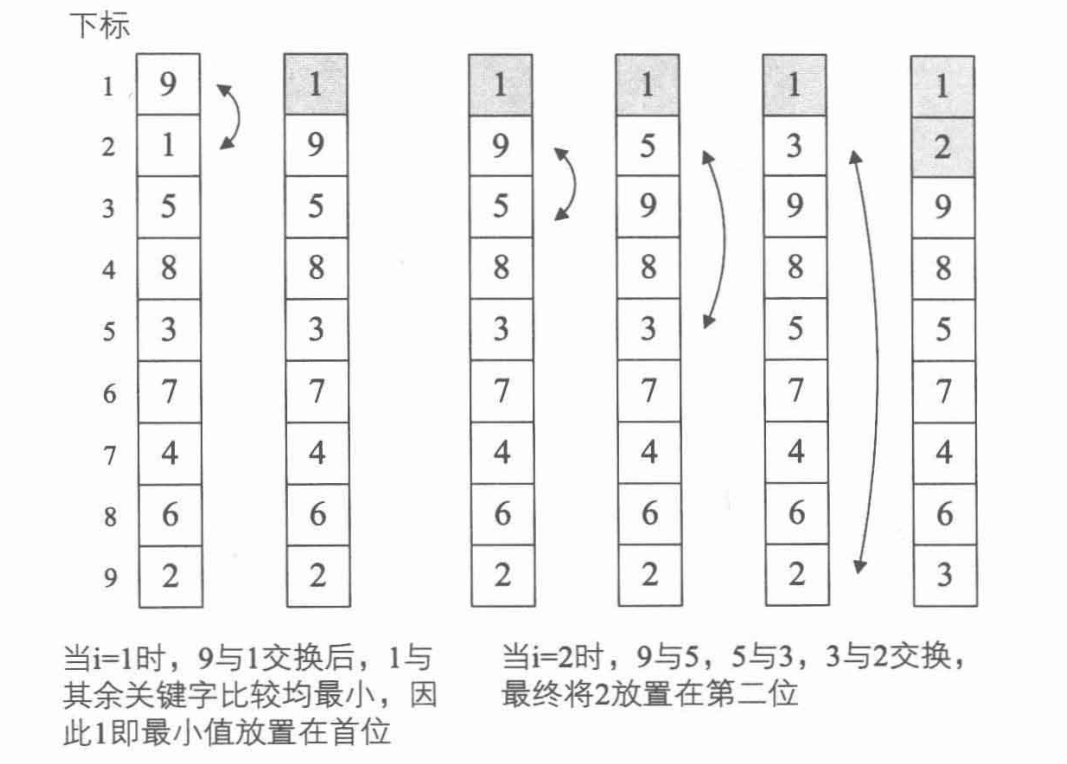 下标
1 9 1 1 1 1 1
2 1 9 9 5 3 2
3 5 5 5 9 9 9
4 8 8 8 8 8 8
5 3 3 3 3 5 5
6 7 7 7 7 7 7
7 4 4 4 4 4 4
8 6 6 6 6 6 6
9 2 2 2 2 2 3
当i=1时，9与1交换后，1与
其余关键字比较均最小，因
此1即最小值放置在首位
当i=2时，9与5，5与3，3与2交换，
最终将2放置在第二位